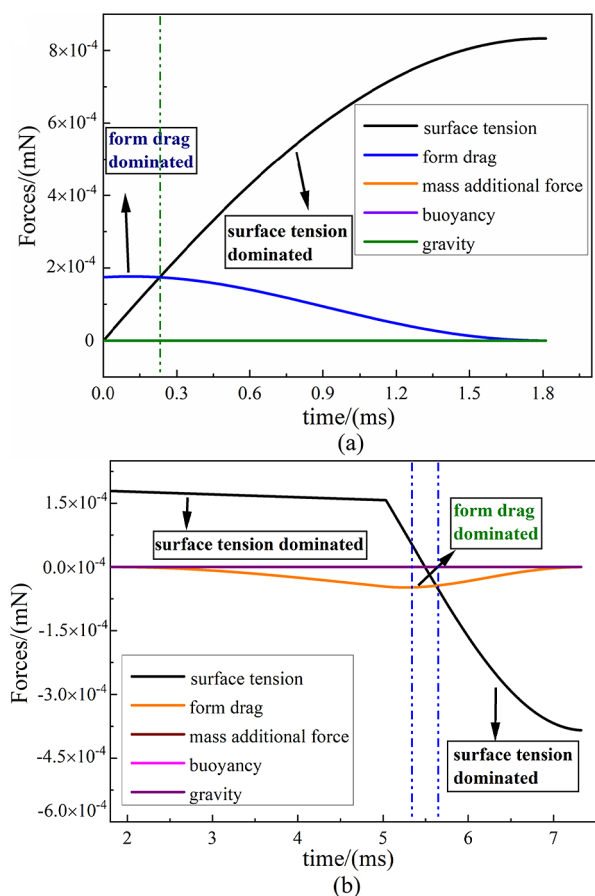 8×10⁻⁴
6×10⁻⁴
4×10⁻⁴
2×10⁻⁴
0
Forces/(mN)
form drag
dominated
surface tension
dominated
surface tension
form drag
mass additional force
buoyancy
gravity
0.0 0.3 0.6 0.9 1.2 1.5 1.8
time/(ms)
(a)
1.5×10⁻⁴
0.0×10⁻⁴
-1.5×10⁻⁴
-3.0×10⁻⁴
-4.5×10⁻⁴
-6.0×10⁻⁴
Forces/(mN)
surface tension dominated
form drag
dominated
surface tension
form drag
mass additional force
buoyancy
gravity
surface tension
dominated
2 3 4 5 6 7
time/(ms)
(b)